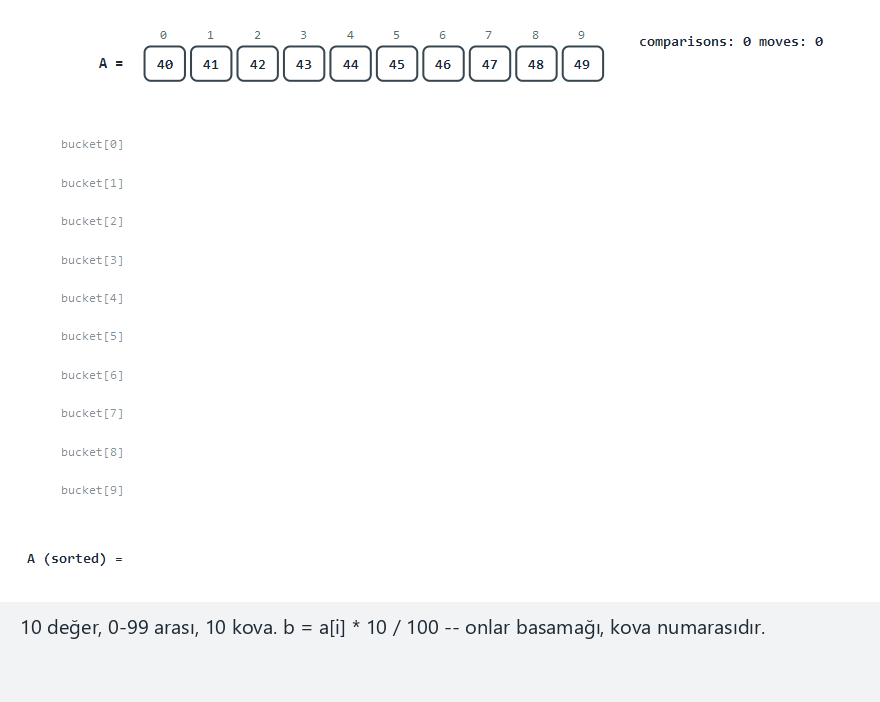 0 1 2 3 4 5 6 7 8 9
comparisons: 0 moves: 0
A = 40 41 42 43 44 45 46 47 48 49
bucket[0]
bucket[1]
bucket[2]
bucket[3]
bucket[4]
bucket[5]
bucket[6]
bucket[7]
bucket[8]
bucket[9]
A (sorted) =
10 değer, 0-99 arası, 10 kova. b = a[i] * 10 / 100 -- onlar basamağı, kova numarasıdır.